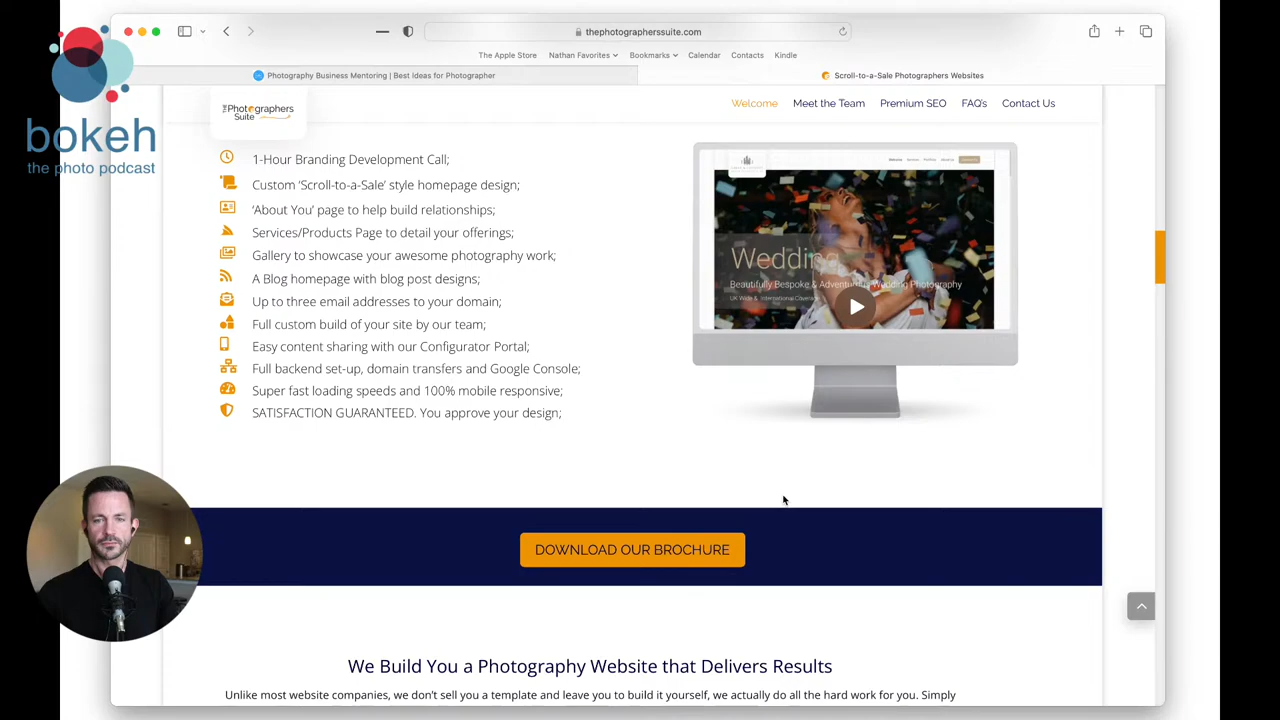 bokeh
the photo podcast
thephotographerssuite.com
The Apple Store Nathan Favorites Bookmarks Calendar Contacts Kindle
Photography Business Mentoring | Best Ideas for Photographer
Scroll-to-a-Sale Photographers Websites
THE Photographers Suite
Welcome Meet the Team Premium SEO FAQ's Contact Us
1-Hour Branding Development Call;
Custom 'Scroll-to-a-Sale' style homepage design;
'About You' page to help build relationships;
Services/Products Page to detail your offerings;
Gallery to showcase your awesome photography work;
A Blog homepage with blog post designs;
Up to three email addresses to your domain;
Full custom build of your site by our team;
Easy content sharing with our Configurator Portal;
Full backend set-up, domain transfers and Google Console;
Super fast loading speeds and 100% mobile responsive;
SATISFACTION GUARANTEED. You approve your design;
Wedding
Beautifully Bespoke & Adventurous Wedding Photography
UK Wide & International Coverage
DOWNLOAD OUR BROCHURE
We Build You a Photography Website that Delivers Results
Unlike most website companies, we don't sell you a template and leave you to build it yourself, we actually do all the hard work for you. Simply